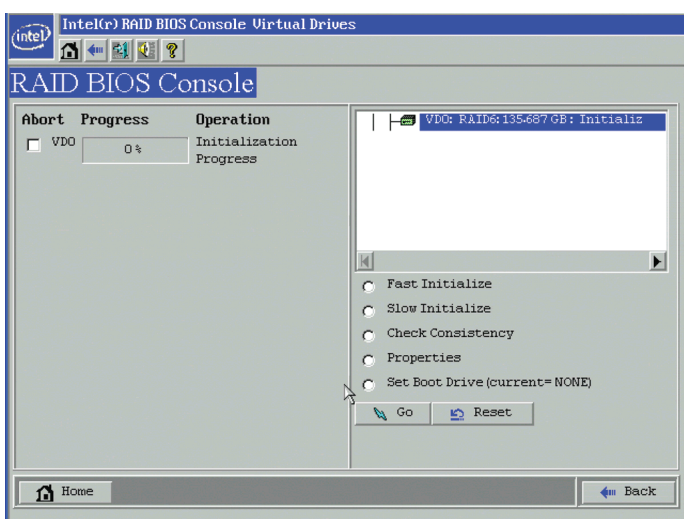 Intel(r) RAID BIOS Console Virtual Drives
intel
?
RAID BIOS Console
Abort Progress Operation
VD0 0% Initialization
Progress
VD0: RAID6: 135.687 GB: Initializ
Fast Initialize
Slow Initialize
Check Consistency
Properties
Set Boot Drive (current= NONE)
Go Reset
Home Back